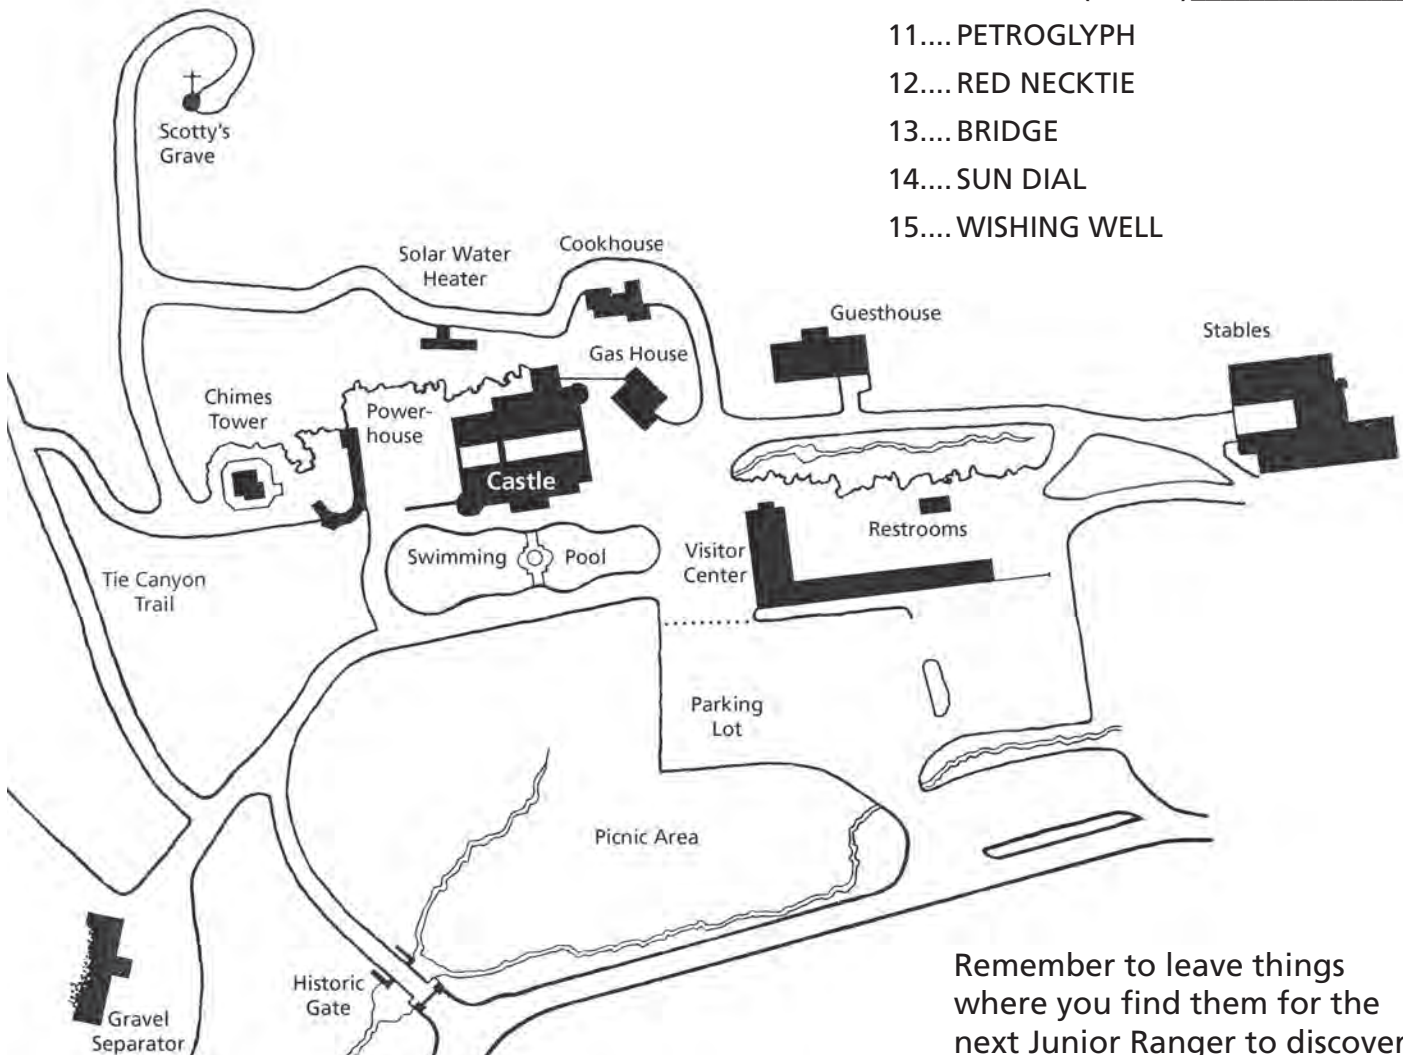 11.... PETROGLYPH
12.... RED NECKTIE
13.... BRIDGE
14.... SUN DIAL
15.... WISHING WELL
Scotty's
Grave
Solar Water
Heater
Cookhouse
Guesthouse
Stables
Gas House
Chimes
Tower
Power-
house
Castle
Swimming Pool
Visitor
Center
Restrooms
Tie Canyon
Trail
Parking
Lot
Picnic Area
Historic
Gate
Gravel
Separator
Remember to leave things
where you find them for the
next Junior Ranger to discover